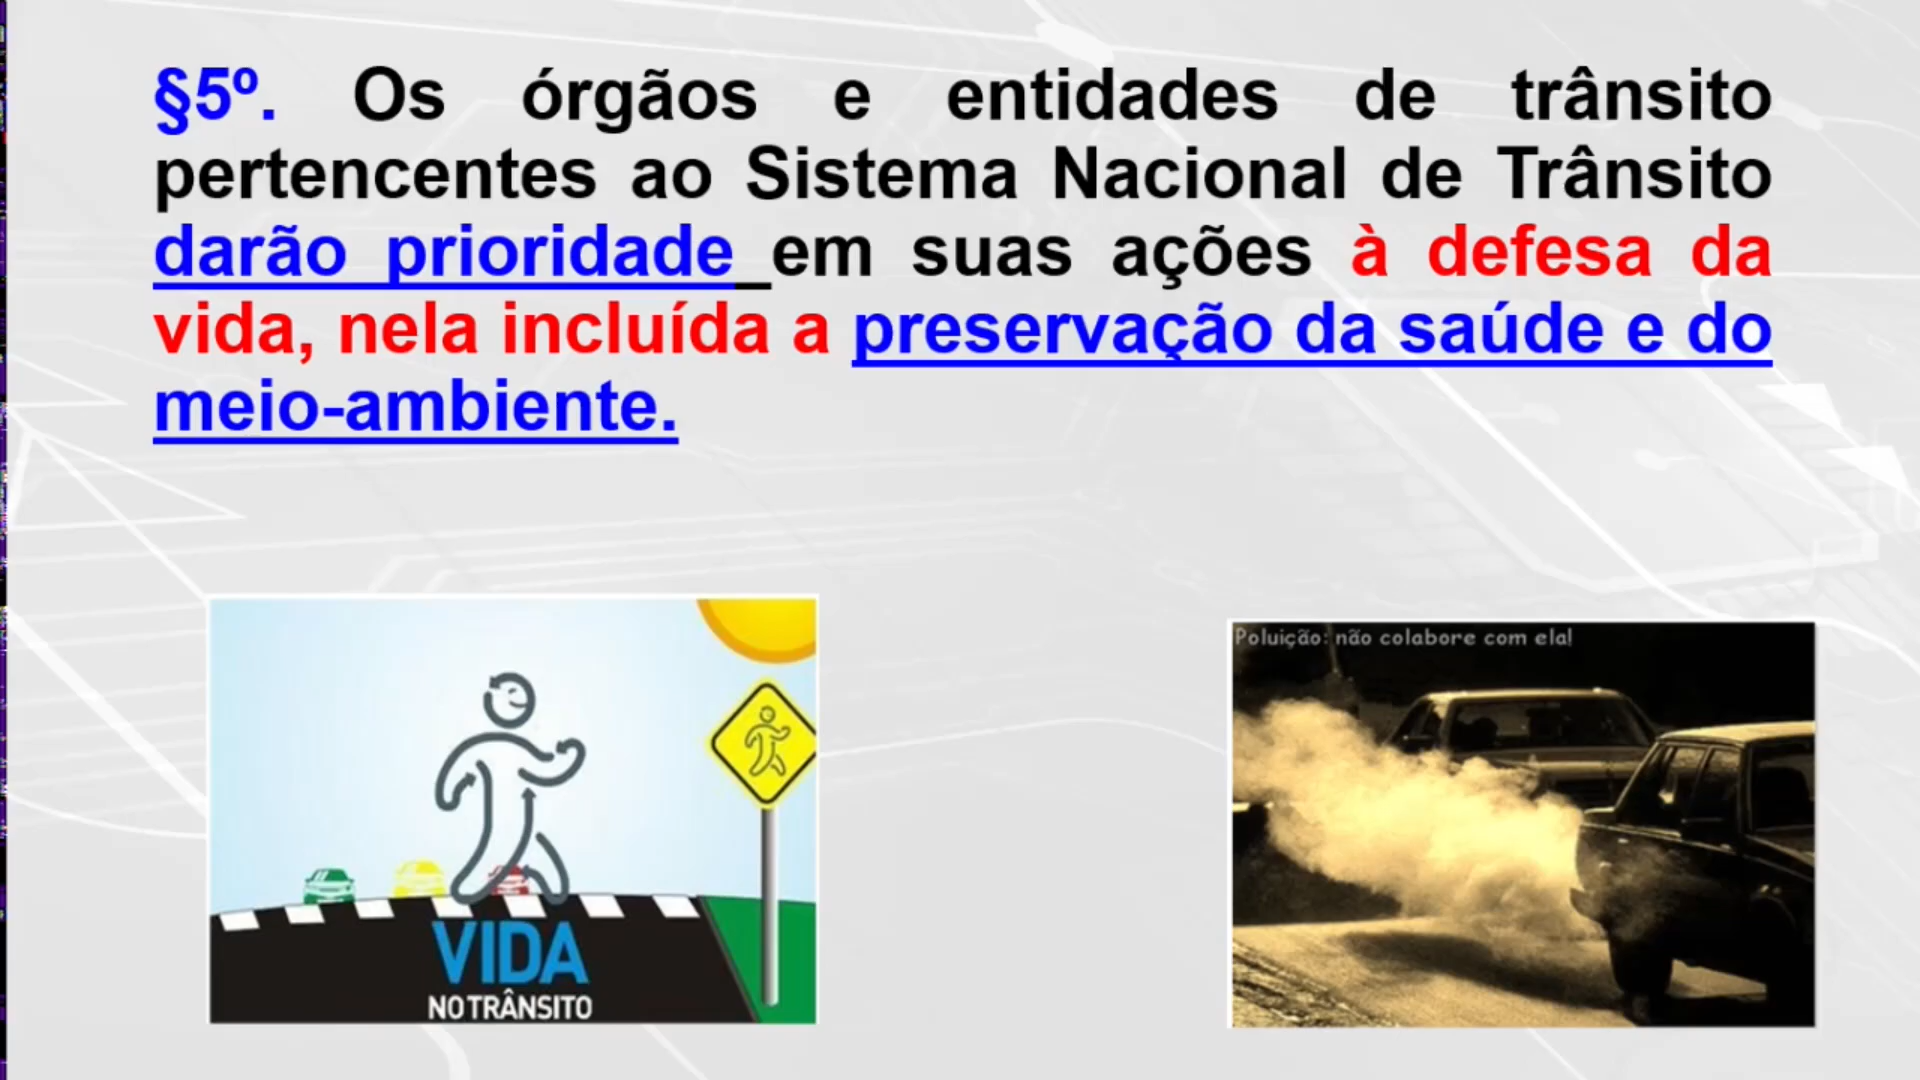 §5º. Os órgãos e entidades de trânsito
pertencentes ao Sistema Nacional de Trânsito
darão prioridade em suas ações à defesa da
vida, nela incluída a preservação da saúde e do
meio-ambiente.
Poluição: não colabore com ela!
VIDA
NO TRÂNSITO